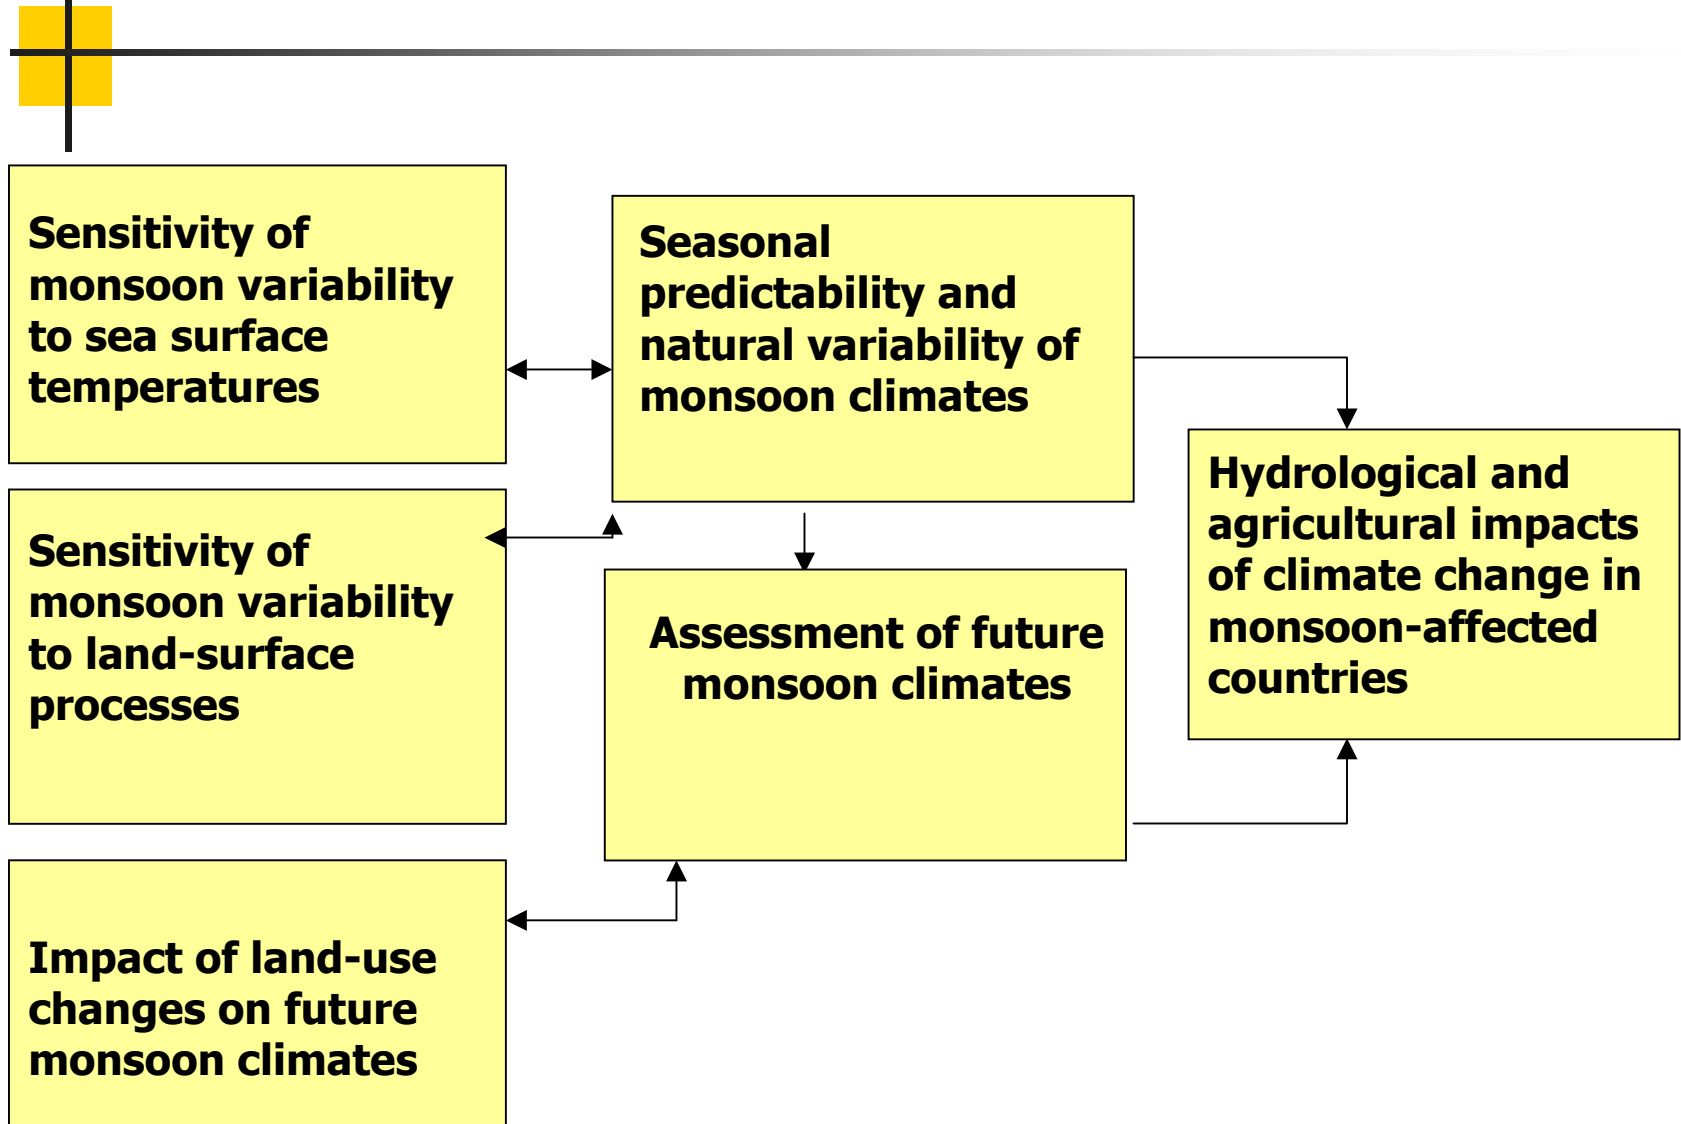 Sensitivity of
monsoon variability
to sea surface
temperatures
Seasonal
predictability and
natural variability of
monsoon climates
Hydrological and
agricultural impacts
of climate change in
monsoon-affected
countries
Sensitivity of
monsoon variability
to land-surface
processes
Assessment of future
monsoon climates
Impact of land-use
changes on future
monsoon climates